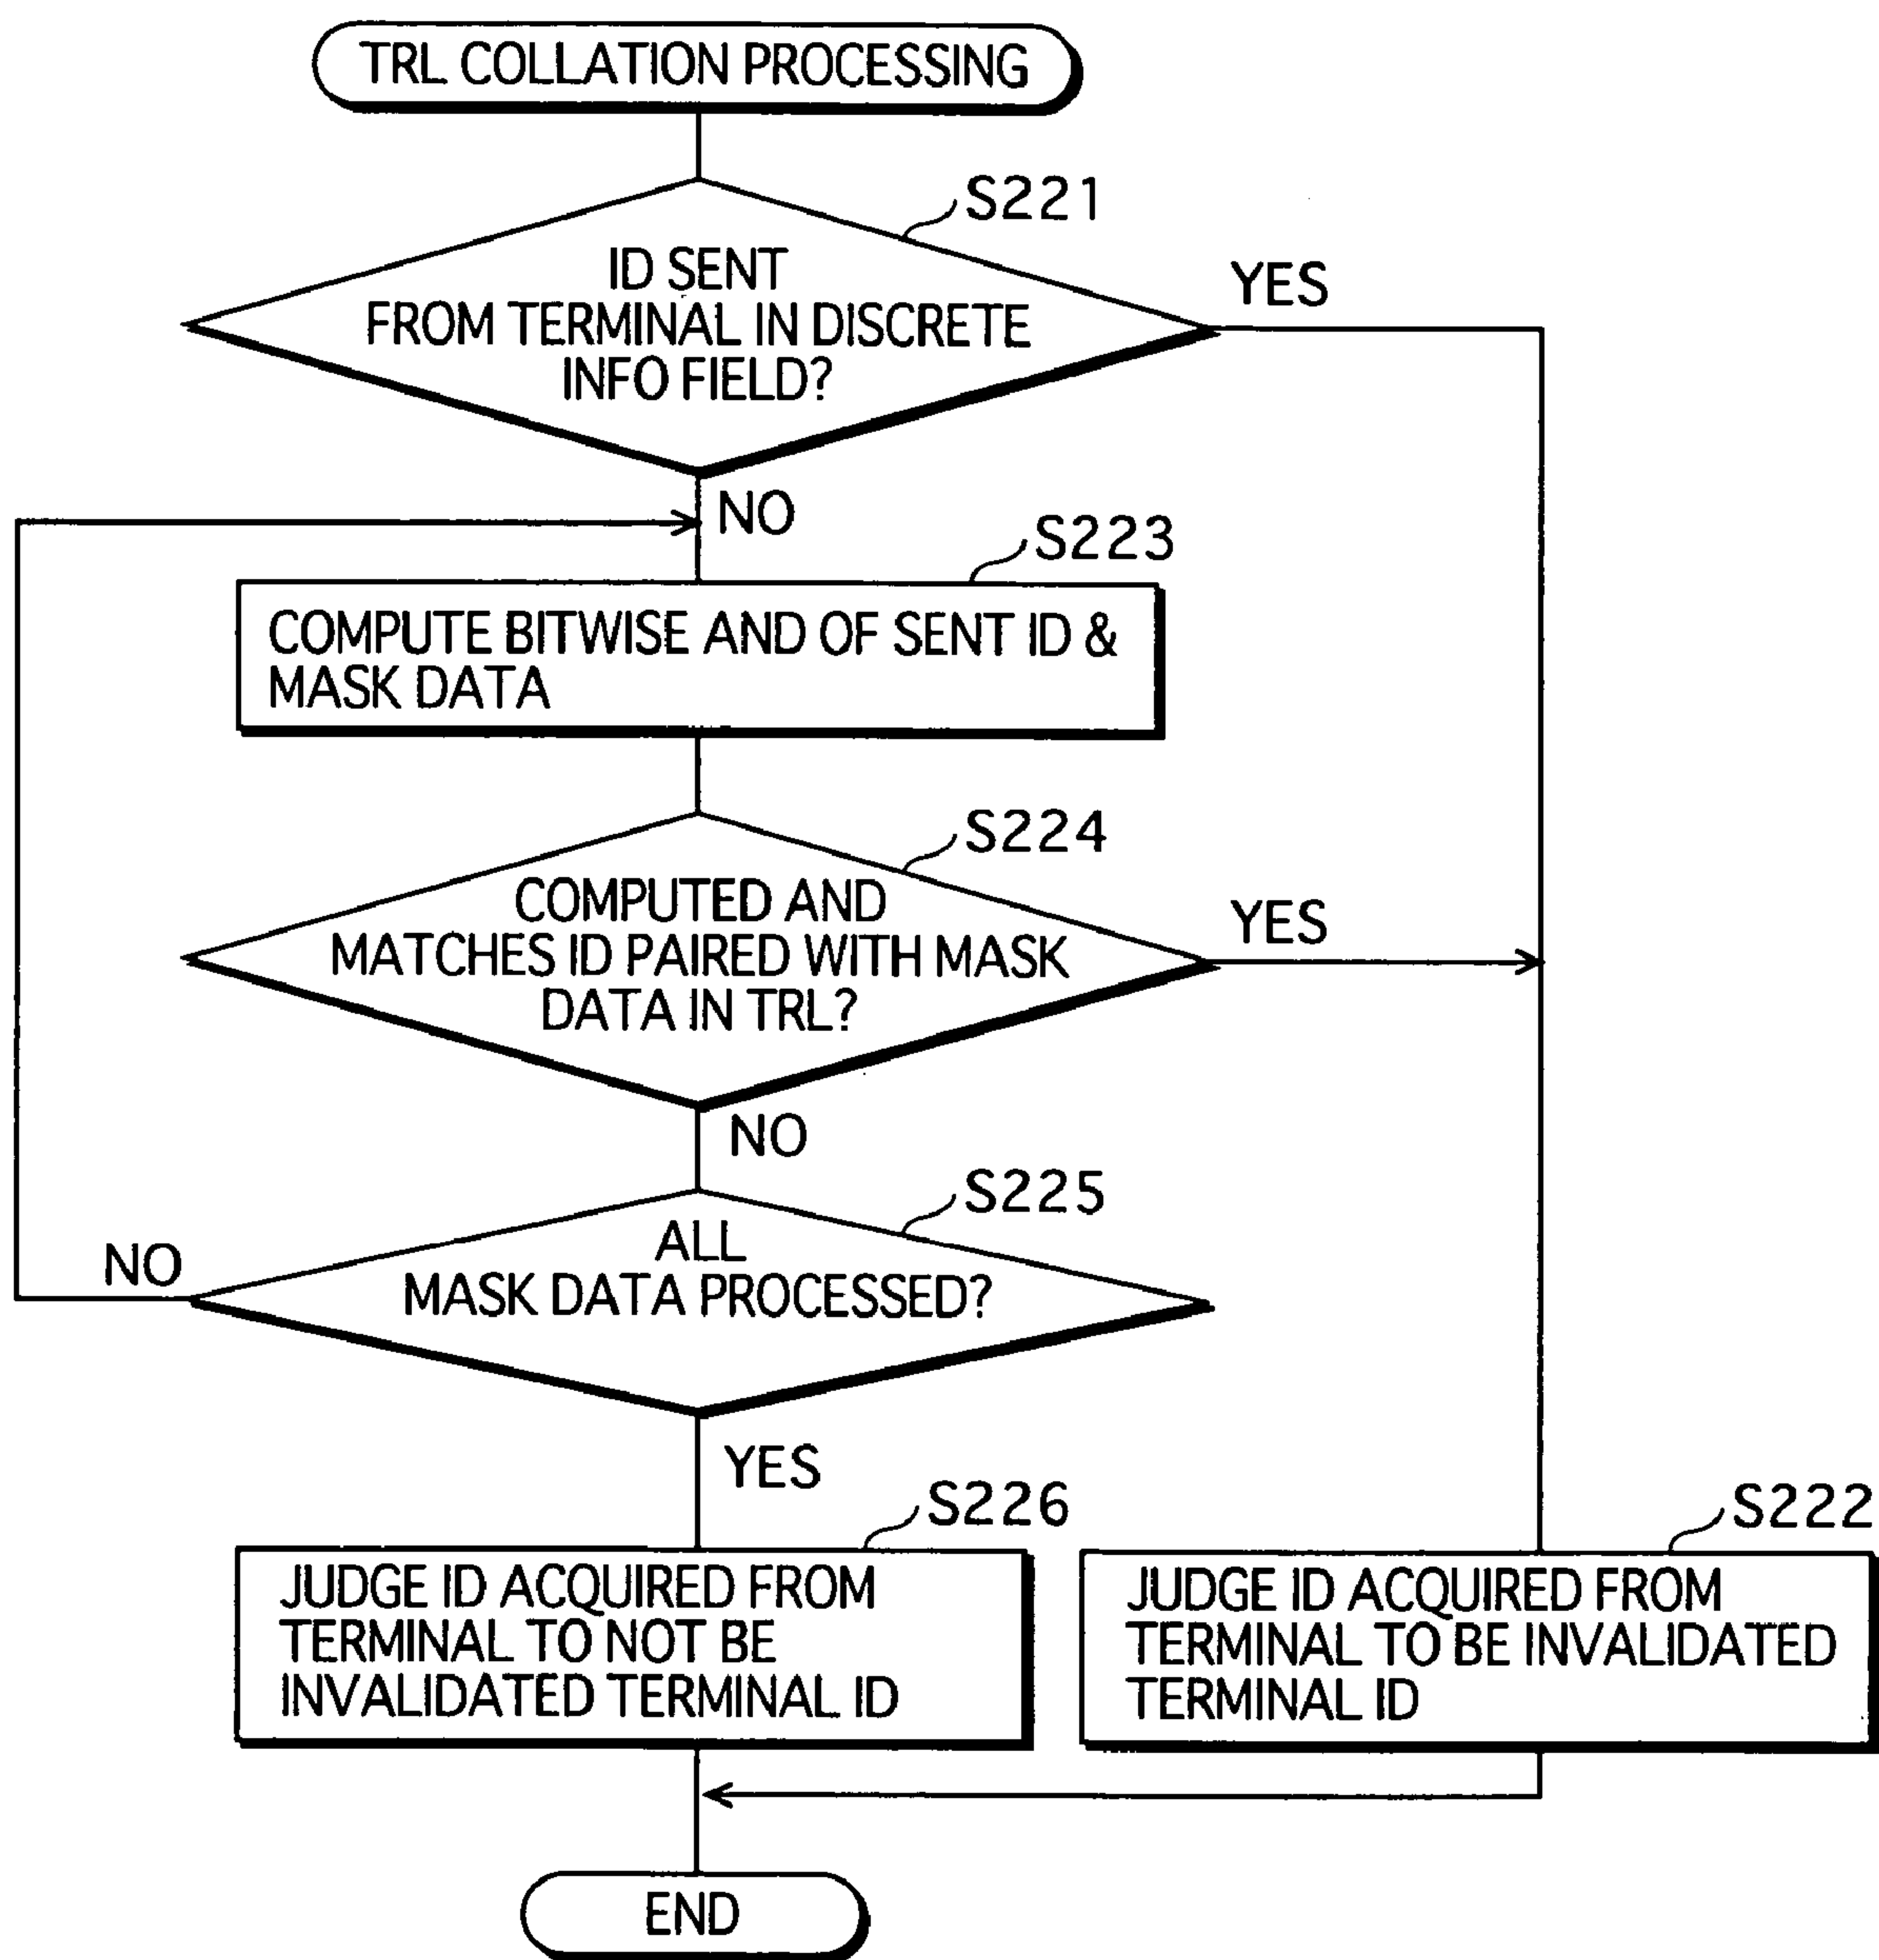 TRL COLLATION PROCESSING
S221
ID SENT
FROM TERMINAL IN DISCRETE
INFO FIELD?
YES
NO
S223
COMPUTE BITWISE AND OF SENT ID &
MASK DATA
S224
COMPUTED AND
MATCHES ID PAIRED WITH MASK
DATA IN TRL?
YES
NO
S225
ALL
MASK DATA PROCESSED?
NO
YES
S226
JUDGE ID ACQUIRED FROM
TERMINAL TO NOT BE
INVALIDATED TERMINAL ID
S222
JUDGE ID ACQUIRED FROM
TERMINAL TO BE INVALIDATED
TERMINAL ID
END